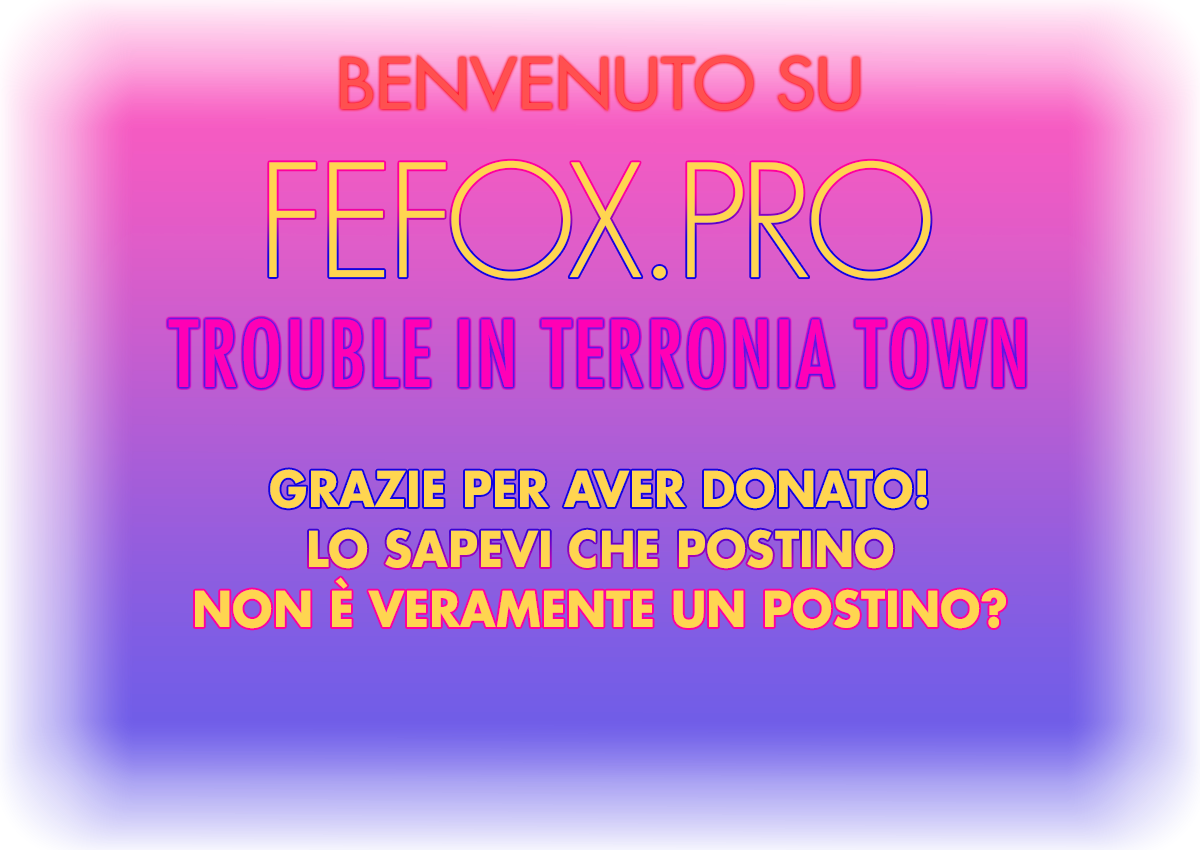 BENVENUTO SU
FEFOX.PRO
TROUBLE IN TERRONIA TOWN
GRAZIE PER AVER DONATO!
LO SAPEVI CHE POSTINO
NON È VERAMENTE UN POSTINO?